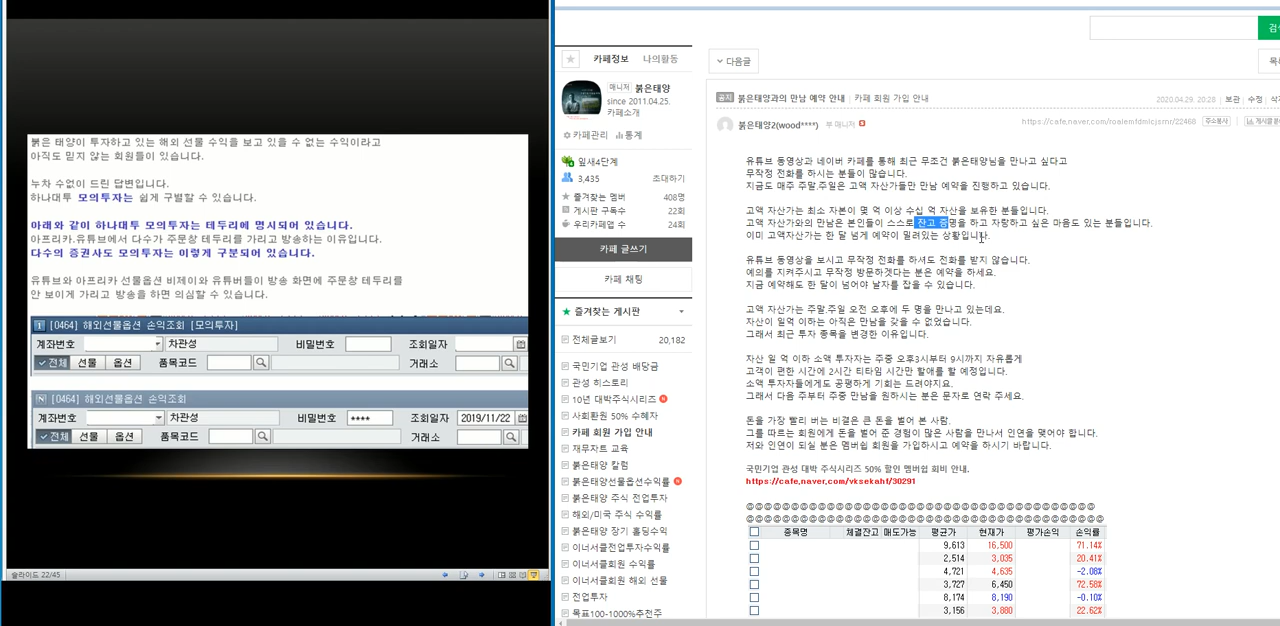 붉은 태양이 투자하고 있는 해외 선물 수익을 보고 있을 수 없는 수익이라고
아직도 믿지 않는 회원들이 있습니다.
누차 수없이 드린 답변입니다.
하나대투 모의투자는 쉽게 구별할 수 있습니다.
아래와 같이 하나대투 모의투자는 테두리에 명시되어 있습니다.
아프리카,유튜브에서 다수가 주문창 테두리를 가리고 방송하는 이유입니다.
다수의 증권사도 모의투자는 이렇게 구분되어 있습니다.
유튜브와 아프리카 선물옵션 비제이와 유튜버들이 방송 화면에 주문창 테두리를
안 보이게 가리고 방송을 하면 의심할 수 있습니다.
[0464] 해외선물옵션 손익조회 [모의투자]
계좌번호 차관성 비밀번호 조회일자
전체 선물 옵션 품목코드 거래소
[0464] 해외선물옵션 손익조회
계좌번호 차관성 비밀번호 **** 조회일자 2019/11/22
전체 선물 옵션 품목코드 거래소
슬라이드 22/45
카페정보 나의활동
매니저 붉은태양
since 2011.04.25.
카페소개
카페관리 통계
잎새4단계
3,435 초대하기
즐겨찾는 멤버 408명
게시판 구독수 22회
우리카페앱 수 24회
카페 글쓰기
카페 채팅
즐겨찾는 게시판
전체글보기 20,182
국민기업 관성 배당금
관성 히스토리
10년 대박주식시리즈
사회환원 50% 수혜자
카페 회원 가입 안내
재무차트 교육
붉은태양 칼럼
붉은태양선물옵션수익률
붉은태양 주식 전업투자
해외/미국 주식 수익률
붉은태양 장기 홀딩수익
이너서클전업투자수익률
이너서클회원 수익률
이너서클회원 해외 선물
전업투자
목표100-1000%추천주
다음글
공지 붉은태양과의 만남 예약 안내 | 카페 회원 가입 안내
2020.04.29. 20:28 보관 수정
붉은태양2(wood****) 부 매니저
주소복사
유튜브 동영상과 네이버 카페를 통해 최근 무조건 붉은태양님을 만나고 싶다고
무작정 전화를 하시는 분들이 많습니다.
지금도 매주 주말.주일은 고액 자산가들만 만남 예약을 진행하고 있습니다.
고액 자산가는 최소 자본이 몇 억 이상 수십 억 자산을 보유한 분들입니다.
고액 자산가와의 만남은 본인들이 스스로 잔고 증명을 하고 자랑하고 싶은 마음도 있는 분들입니다.
이미 고액자산가는 한 달 넘게 예약이 밀려있는 상황입니다.
유튜브 동영상을 보시고 무작정 전화를 하셔도 전화를 받지 않습니다.
예의를 지켜주시고 무작정 방문하겟다는 분은 예약을 하세요.
지금 예약해도 한 달이 넘어야 날자를 잡을 수 있습니다.
고액 자산가는 주말.주일 오전 오후에 두 명을 만나고 있는데요.
자산이 일억 이하는 아직은 만남을 갖을 수 없었습니다.
그래서 최근 투자 종목을 변경한 이유입니다.
자산 일 억 이하 소액 투자자는 주중 오후3시부터 9시까지 자유롭게
고객이 편한 시간에 2시간 티타임 시간만 할애를 할 예정입니다.
소액 투자자들에게도 공평하게 기회는 드려야지요.
그래서 다음 주부터 주중 만남을 원하시는 분은 문자로 연락 주세요.
돈을 가장 빨리 버는 비결은 큰 돈을 벌어 본 사람.
그를 따르는 회원에게 돈을 벌어 준 경험이 많은 사람을 만나서 인연을 맺어야 합니다.
저와 인연이 되실 분은 멤버쉽 회원을 가입하시고 예약을 하시기 바랍니다.
국민기업 관성 대박 주식시리즈 50% 할인 멤버쉽 회비 안내.
https://cafe.naver.com/vksekahf/30291
종목명 체결잔고 매도가능 평균가 현재가 평가손익 손익률
9,613 16,500 71.14%
2,514 3,035 20.41%
4,721 4,635 -2.08%
3,727 6,450 72.58%
8,174 8,190 -0.10%
3,156 3,880 22.62%